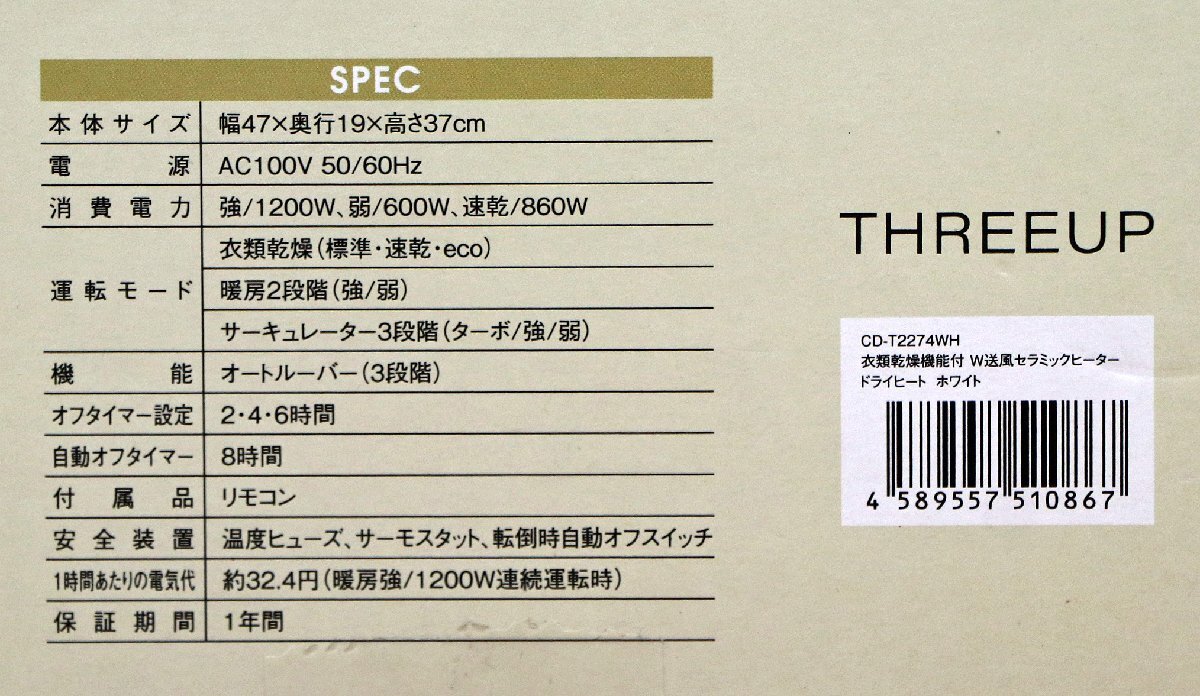 SPEC
本体サイズ 幅47×奥行19×高さ37cm
電源 AC100V 50/60Hz
消費電力 強/1200W、弱/600W、速乾/860W
運転モード 衣類乾燥(標準・速乾・eco)
暖房2段階(強/弱)
サーキュレーター3段階(ターボ/強/弱)
機能 オートルーバー(3段階)
オフタイマー設定 2・4・6時間
自動オフタイマー 8時間
付属品 リモコン
安全装置 温度ヒューズ、サーモスタット、転倒時自動オフスイッチ
1時間あたりの電気代 約32.4円(暖房強/1200W連続運転時)
保証期間 1年間
THREEUP
CD-T2274WH
衣類乾燥機能付 W送風セラミックヒーター
ドライヒート ホワイト
4 589557 510867